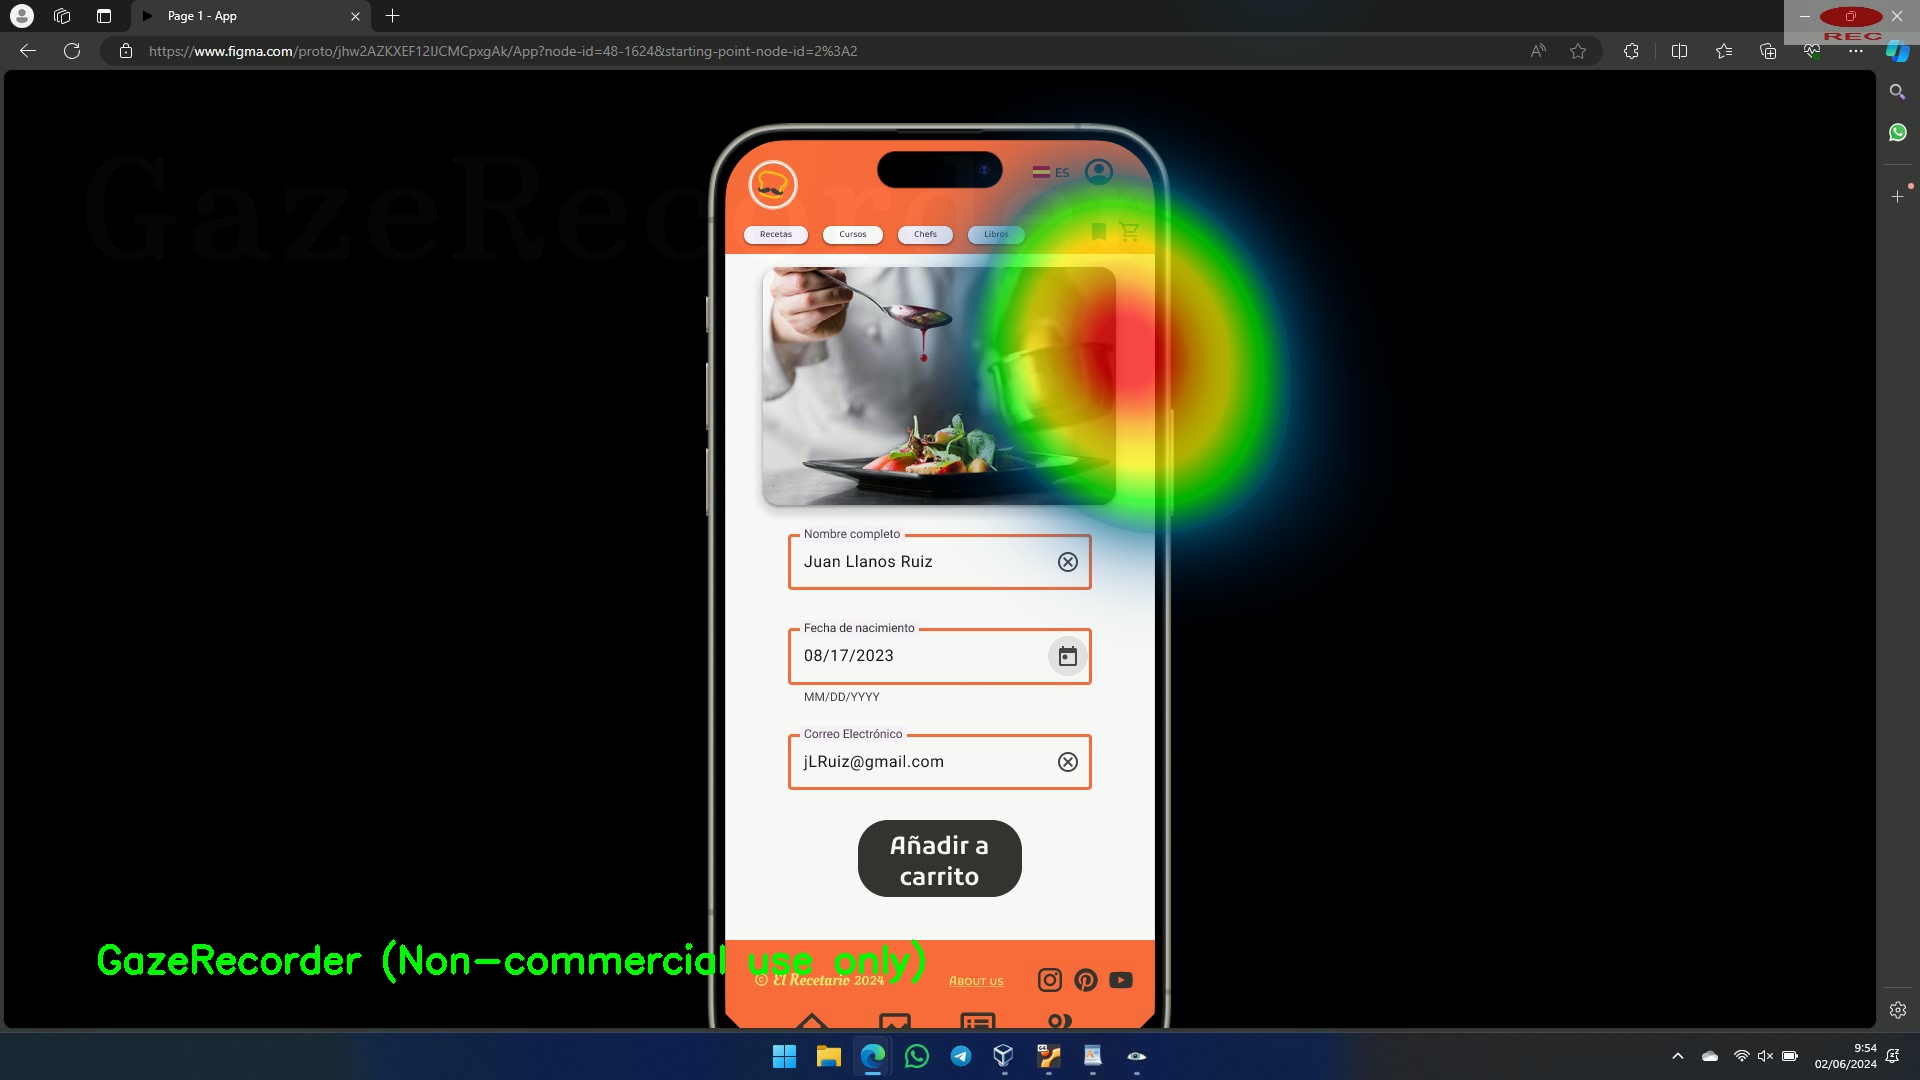 Page 1 - App
REC
https://www.figma.com/proto/jhw2AZKXEF12IJCMCpxgAk/App?node-id=48-1624&starting-point-node-id=2%3A2
GazeRecorder
ES
Recetas
Cursos
Chefs
Libros
Nombre completo
Juan Llanos Ruiz
Fecha de nacimiento
08/17/2023
MM/DD/YYYY
Correo Electrónico
jLRuiz@gmail.com
Añadir a
carrito
GazeRecorder (Non-commercial use only)
© El Recetario 2024
About us
9:54
02/06/2024